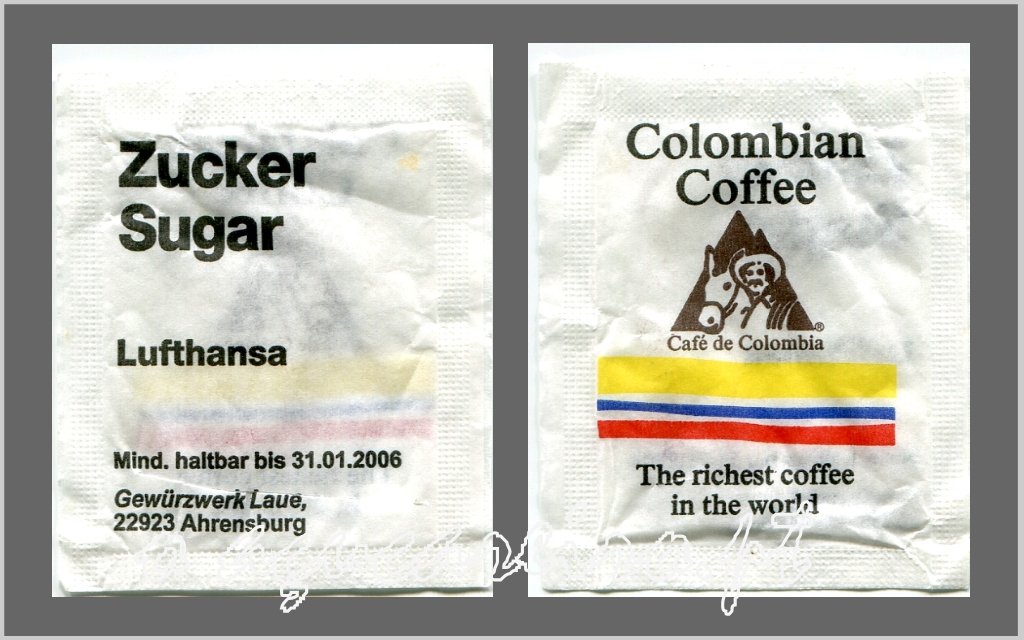 Zucker
Sugar
Lufthansa
Mind. haltbar bis 31.01.2006
Gewürzwerk Laue,
22923 Ahrensburg
Colombian
Coffee
®
Café de Colombia
The richest coffee
in the world